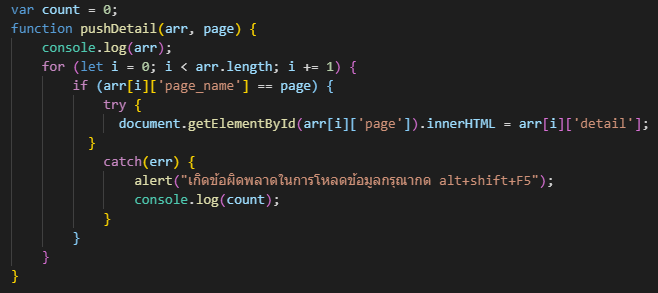 var count = 0;
function pushDetail(arr, page) {
    console.log(arr);
    for (let i = 0; i < arr.length; i += 1) {
        if (arr[i]['page_name'] == page) {
            try {
              document.getElementById(arr[i]['page']).innerHTML = arr[i]['detail'];
          }
            catch(err) {
                alert("เกิดข้อผิดพลาดในการโหลดข้อมูลกรุณากด alt+shift+F5");
                console.log(count);
            }
        }
    }
}